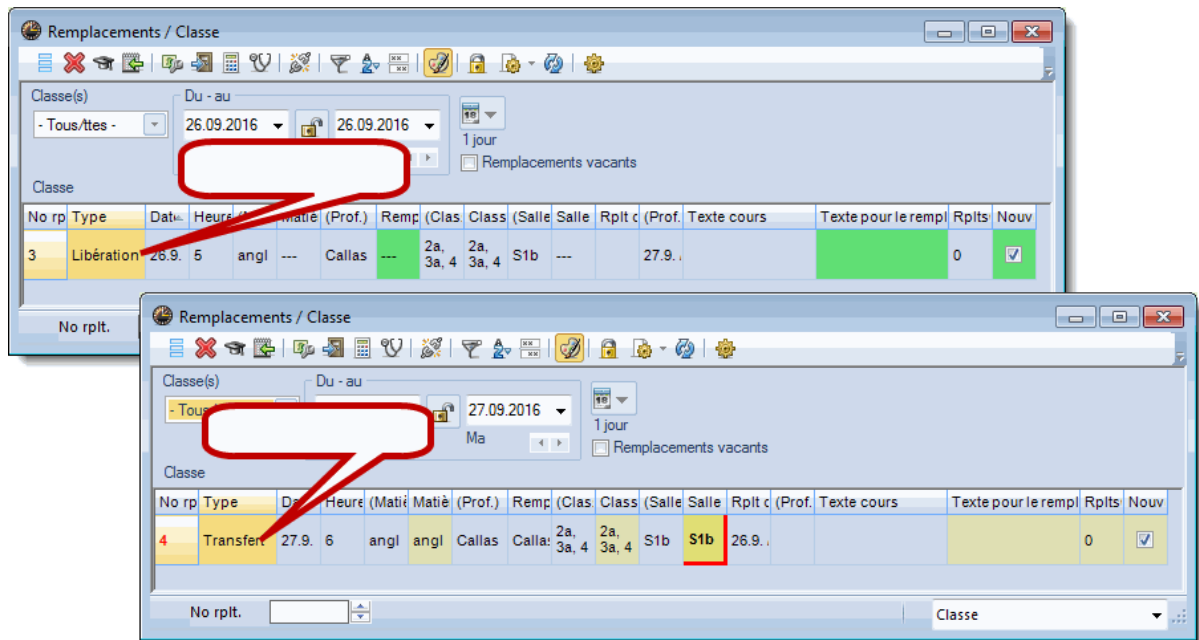 Remplacements / Classe
Classe(s)
Du - au
- Tous/ttes -
26.09.2016
26.09.2016
1 jour
Remplacements vacants
Classe
No rp Type Date Heure Matiè (Prof.) Remp (Clas Class (Salle Salle Rplt d (Prof. Texte cours Texte pour le rempl Rplts Nouv
3 Libération 26.9. 5 angl --- Callas --- 2a, 3a, 4 2a, 3a, 4 S1b --- 27.9. 0
No rplt.
Remplacements / Classe
Classe(s)
Du - au
- Tous
27.09.2016
Ma
1 jour
Remplacements vacants
Classe
No rp Type Da Heure (Matiè Matiè (Prof.) Remp (Clas Class (Salle Salle Rplt d (Prof. Texte cours Texte pour le rempl Rplts Nouv
4 Transfert 27.9. 6 angl angl Callas Callas 2a, 3a, 4 2a, 3a, 4 S1b S1b 26.9. 0
No rplt.
Classe